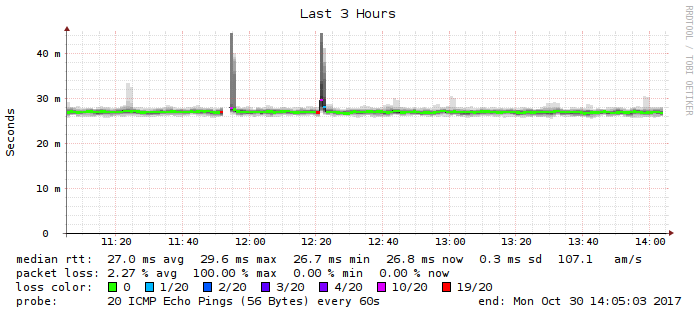 Last 3 Hours
RRDTOOL / TOBI OETIKER
Seconds
40 m
30 m
20 m
10 m
0
11:20 11:40 12:00 12:20 12:40 13:00 13:20 13:40 14:00
median rtt: 27.0 ms avg 29.6 ms max 26.7 ms min 26.8 ms now 0.3 ms sd 107.1 am/s
packet loss: 2.27 % avg 100.00 % max 0.00 % min 0.00 % now
loss color: 0 1/20 2/20 3/20 4/20 10/20 19/20
probe: 20 ICMP Echo Pings (56 Bytes) every 60s end: Mon Oct 30 14:05:03 2017